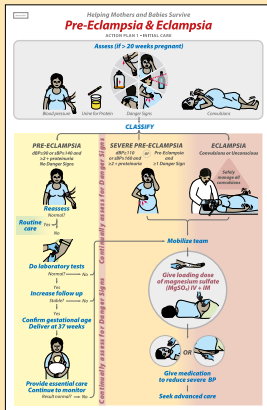 Helping Mothers and Babies Survive
Pre-Eclampsia & Eclampsia
ACTION PLAN 1 • INITIAL CARE
Assess (if > 20 weeks pregnant)
Blood pressure
Urine for Protein
Danger Signs
Convulsions
CLASSIFY
PRE-ECLAMPSIA
dBP≥90 or sBP≥140 and
≥2 + proteinuria
No Danger Signs
Reassess
Normal?
Yes
Routine
care
No
Do laboratory tests
Normal?
No
Yes
Increase follow up
Stable?
No
Yes
Confirm gestational age
Deliver at 37 weeks
Provide essential care
Continue to monitor
Result normal?
No
Continually assess for Danger Signs
Continually assess for Danger Signs
SEVERE PRE-ECLAMPSIA
dBP≥110
or sBP≥160 and
≥2 + proteinuria
or
Pre-Eclampsia
and
≥1 Danger Sign
ECLAMPSIA
Convulsions or Unconscious
Safely
manage all
convulsions
Mobilize team
Give loading dose
of magnesium sulfate
(MgSO₄) IV + IM
OR
Give medication
to reduce severe BP
Seek advanced care